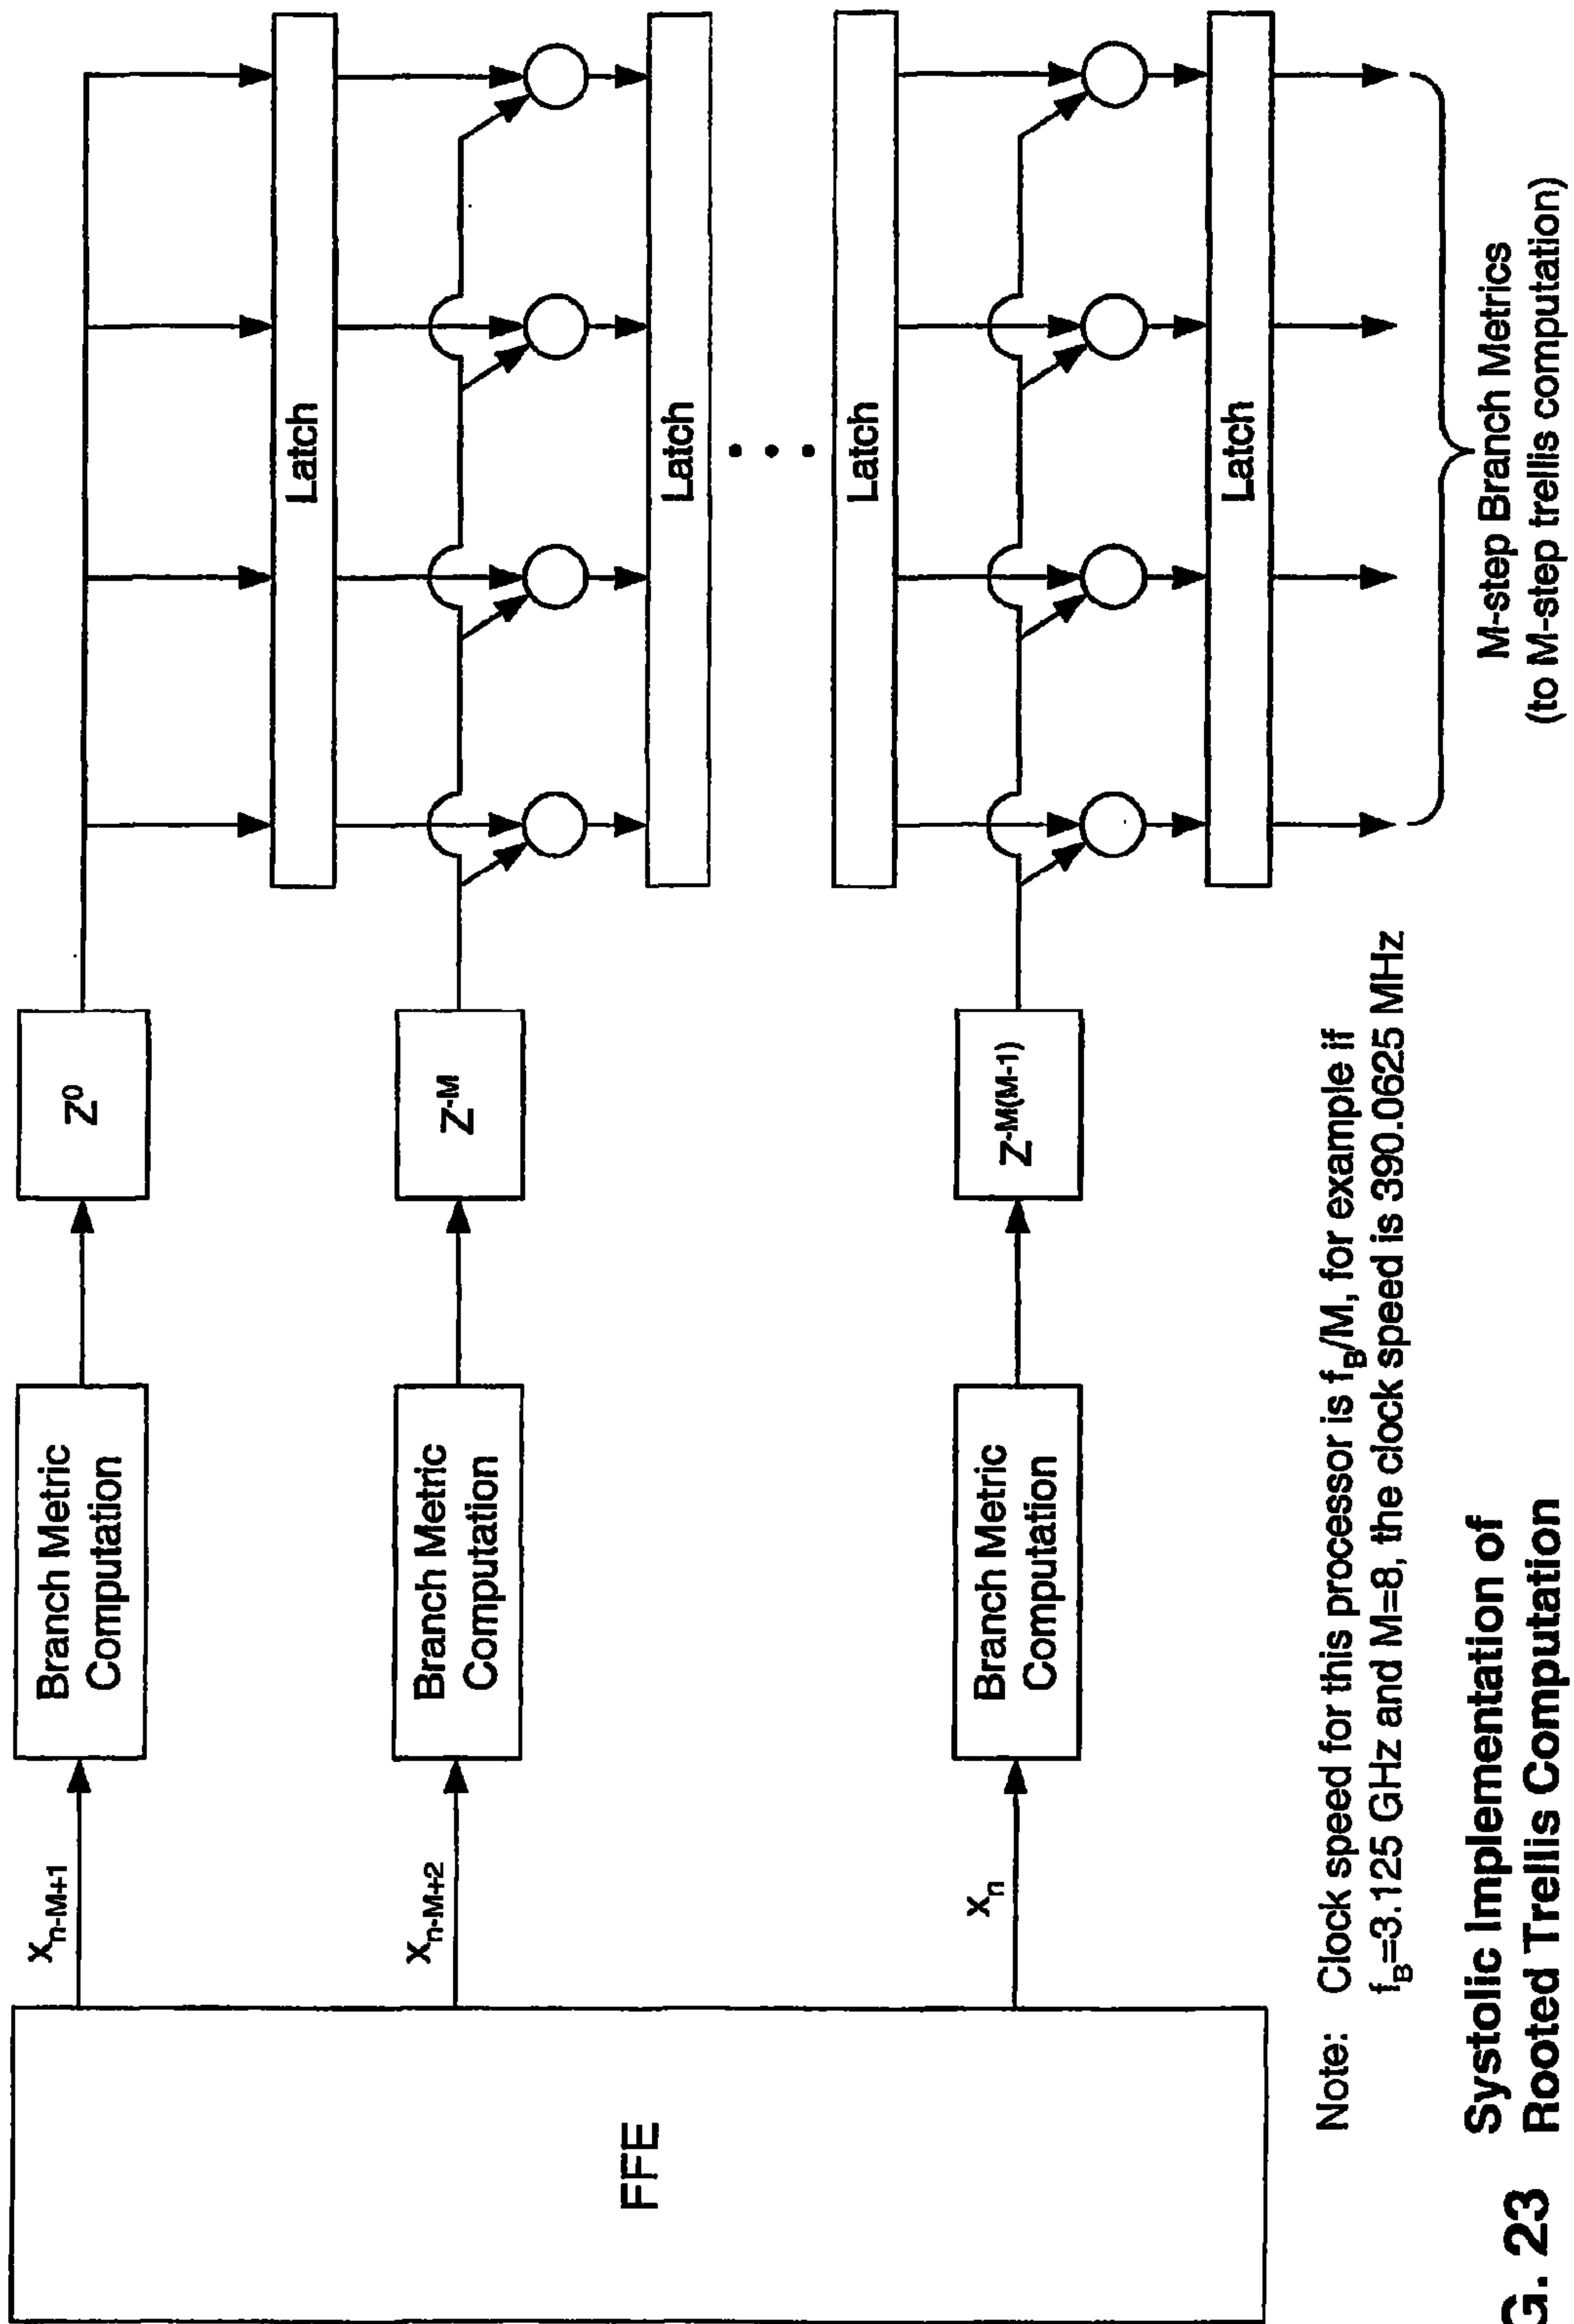 FFE
X_{n-M+1}
Branch Metric
Computation
Z^0
X_{n-M+2}
Branch Metric
Computation
Z^{-M}
X_n
Branch Metric
Computation
Z^{-M(M-1)}
Latch
Latch
Latch
Latch
M-step Branch Metrics
(to M-step trellis computation)
Note: Clock speed for this processor is f_B/M, for example if
f_B=3.125 GHz and M=8, the clock speed is 390.0625 MHz
G. 23 Systolic Implementation of
Rooted Trellis Computation